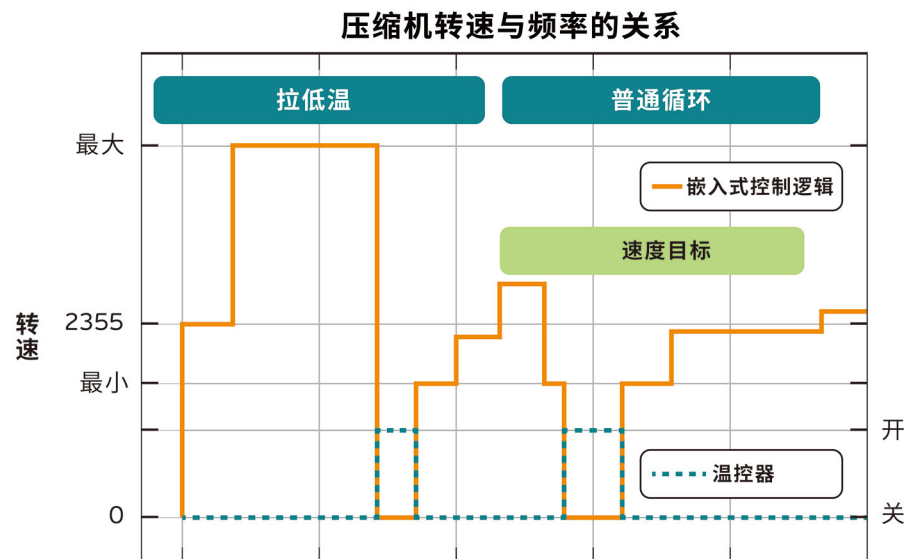 压缩机转速与频率的关系
拉低温
普通循环
最大
嵌入式控制逻辑
速度目标
转速
2355
最小
开
温控器
0
关